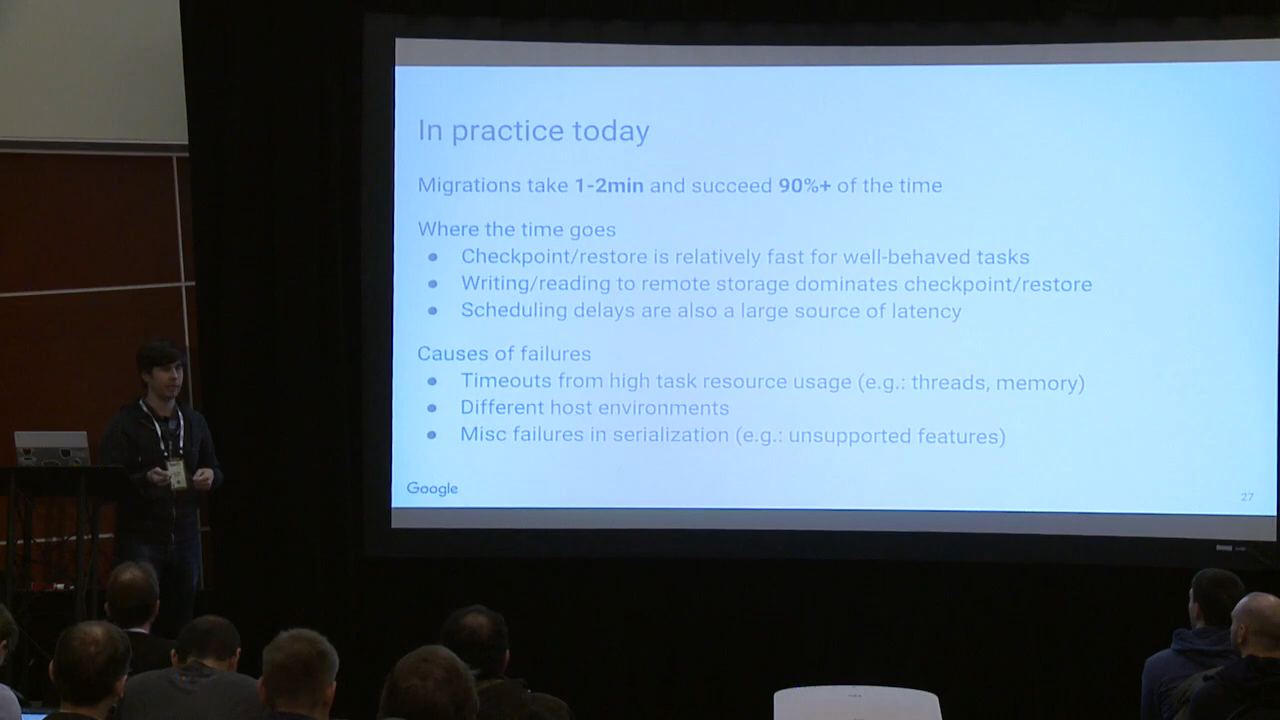 In practice today
Migrations take 1-2min and succeed 90%+ of the time
Where the time goes
● Checkpoint/restore is relatively fast for well-behaved tasks
● Writing/reading to remote storage dominates checkpoint/restore
● Scheduling delays are also a large source of latency
Causes of failures
● Timeouts from high task resource usage (e.g.: threads, memory)
● Different host environments
● Misc failures in serialization (e.g.: unsupported features)
Google
27